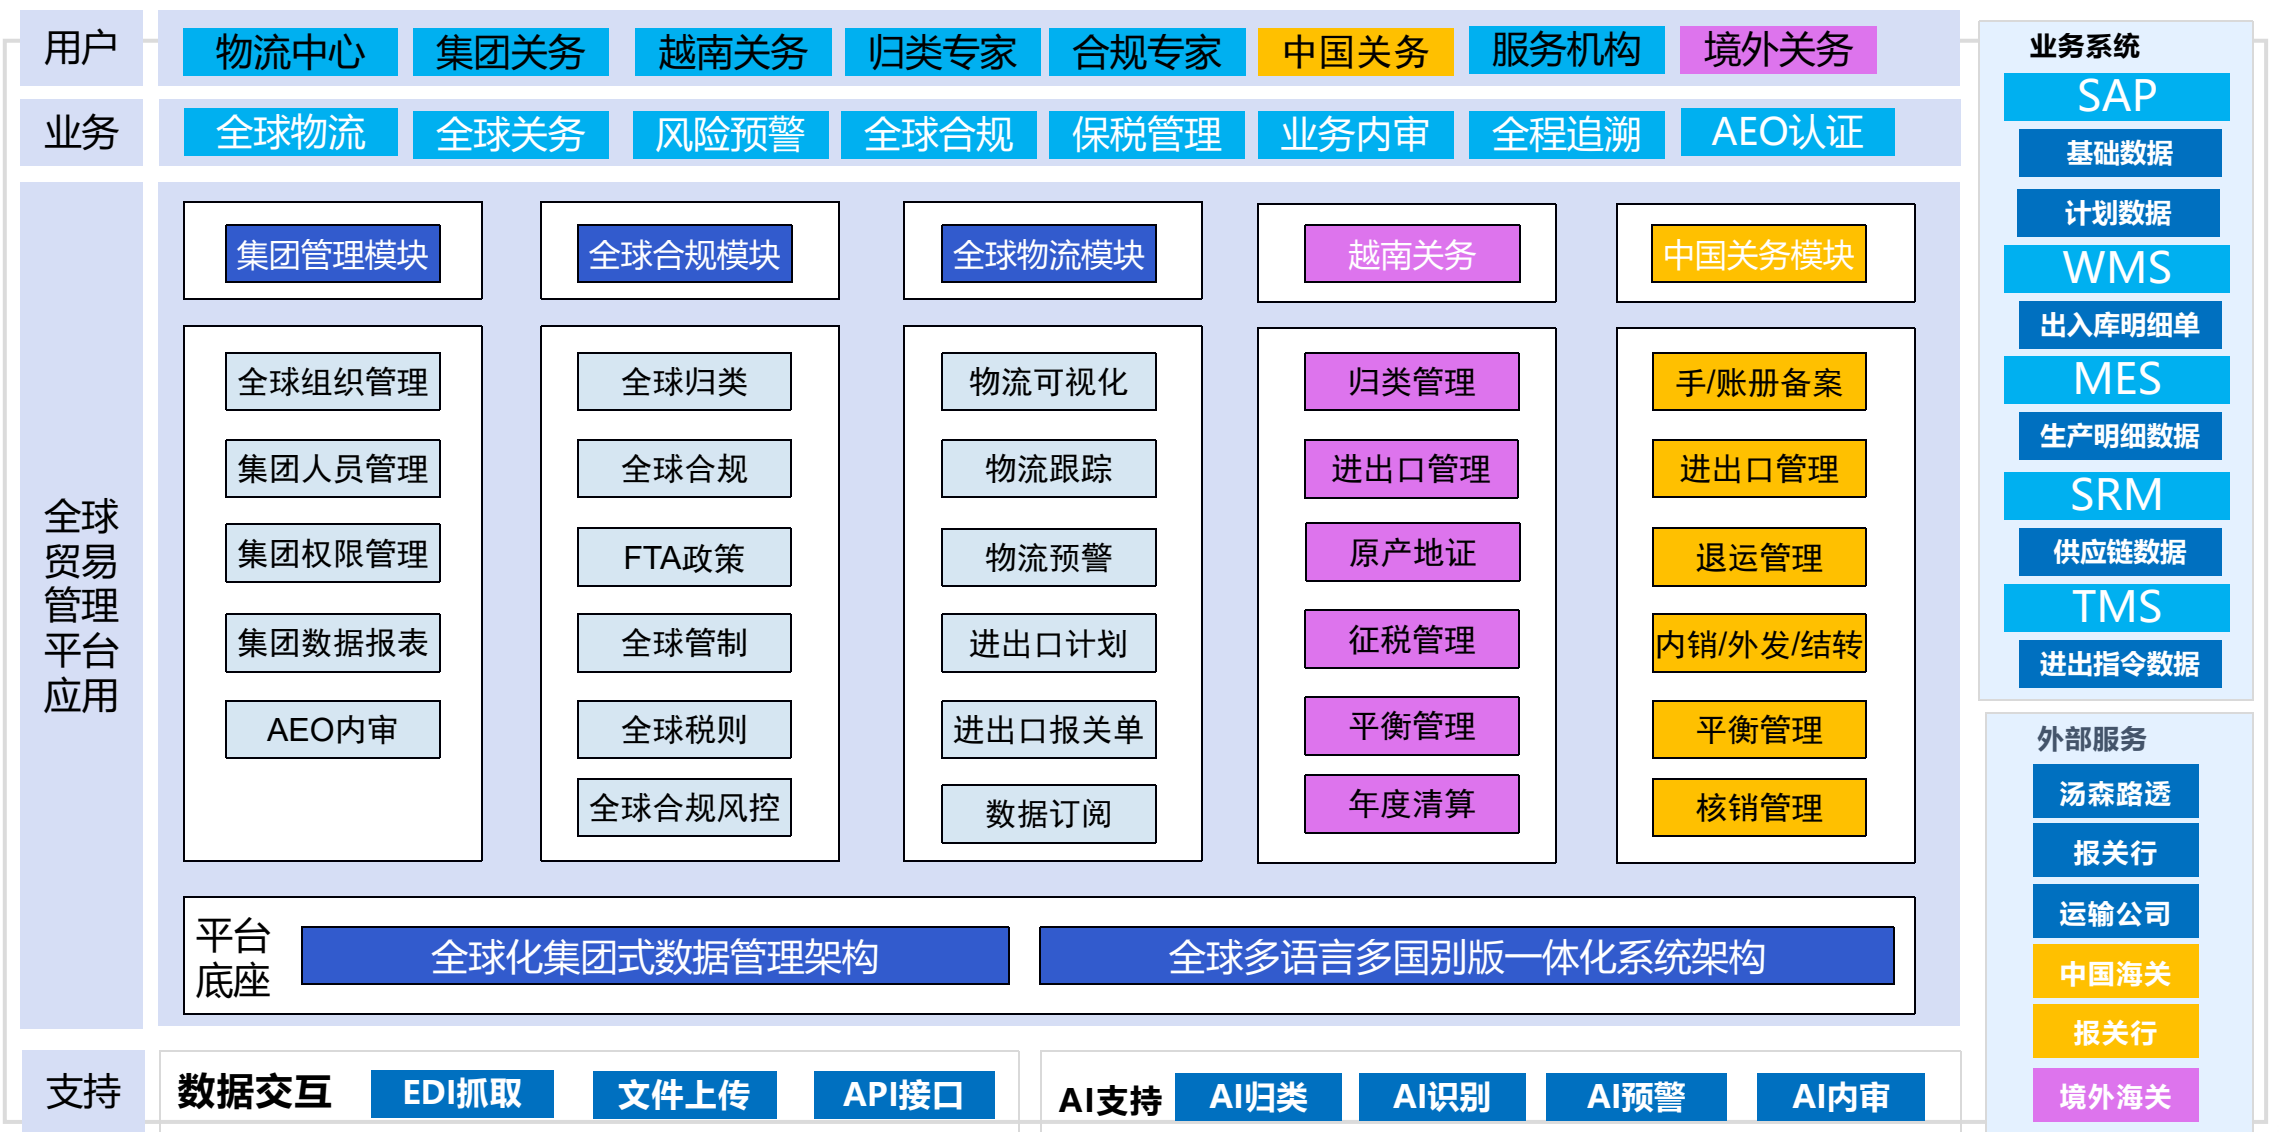 用户
物流中心
集团关务
越南关务
归类专家
合规专家
中国关务
服务机构
境外关务
业务
全球物流
全球关务
风险预警
全球合规
保税管理
业务内审
全程追溯
AEO认证
全球
贸易
管理
平台
应用
集团管理模块
全球组织管理
集团人员管理
集团权限管理
集团数据报表
AEO内审
全球合规模块
全球归类
全球合规
FTA政策
全球管制
全球税则
全球合规风控
全球物流模块
物流可视化
物流跟踪
物流预警
进出口计划
进出口报关单
数据订阅
越南关务
归类管理
进出口管理
原产地证
征税管理
平衡管理
年度清算
中国关务模块
手/账册备案
进出口管理
退运管理
内销/外发/结转
平衡管理
核销管理
平台
底座
全球化集团式数据管理架构
全球多语言多国别版一体化系统架构
支持
数据交互
EDI抓取
文件上传
API接口
AI支持
AI归类
AI识别
AI预警
AI内审
业务系统
SAP
基础数据
计划数据
WMS
出入库明细单
MES
生产明细数据
SRM
供应链数据
TMS
进出指令数据
外部服务
汤森路透
报关行
运输公司
中国海关
报关行
境外海关